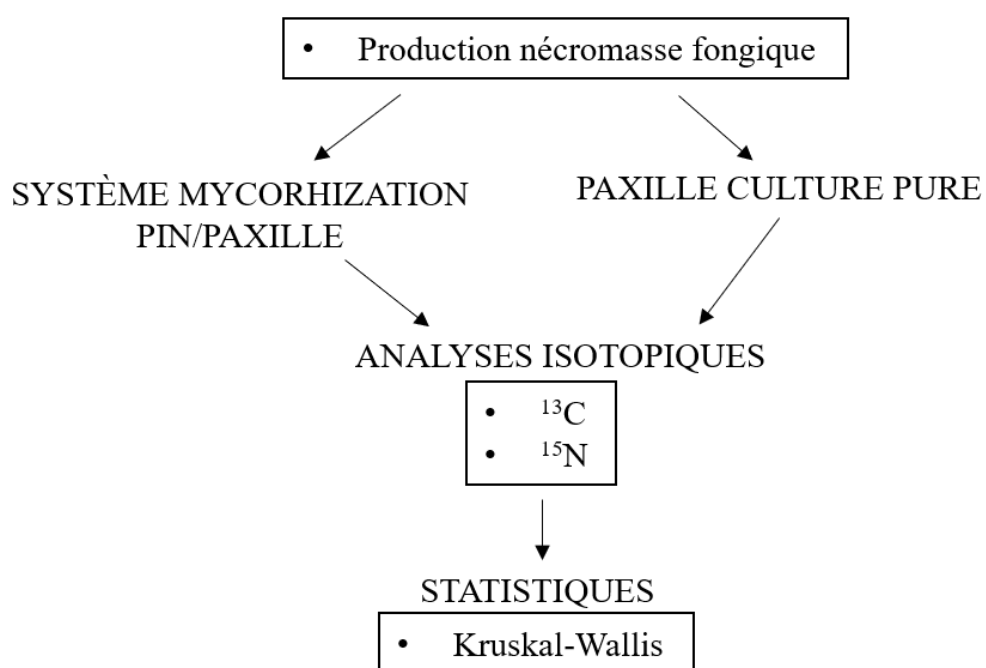 • Production nécromasse fongique
SYSTÈME MYCORHIZATION
PIN/PAXILLE
PAXILLE CULTURE PURE
ANALYSES ISOTOPIQUES
• ¹³C
• ¹⁵N
STATISTIQUES
• Kruskal-Wallis